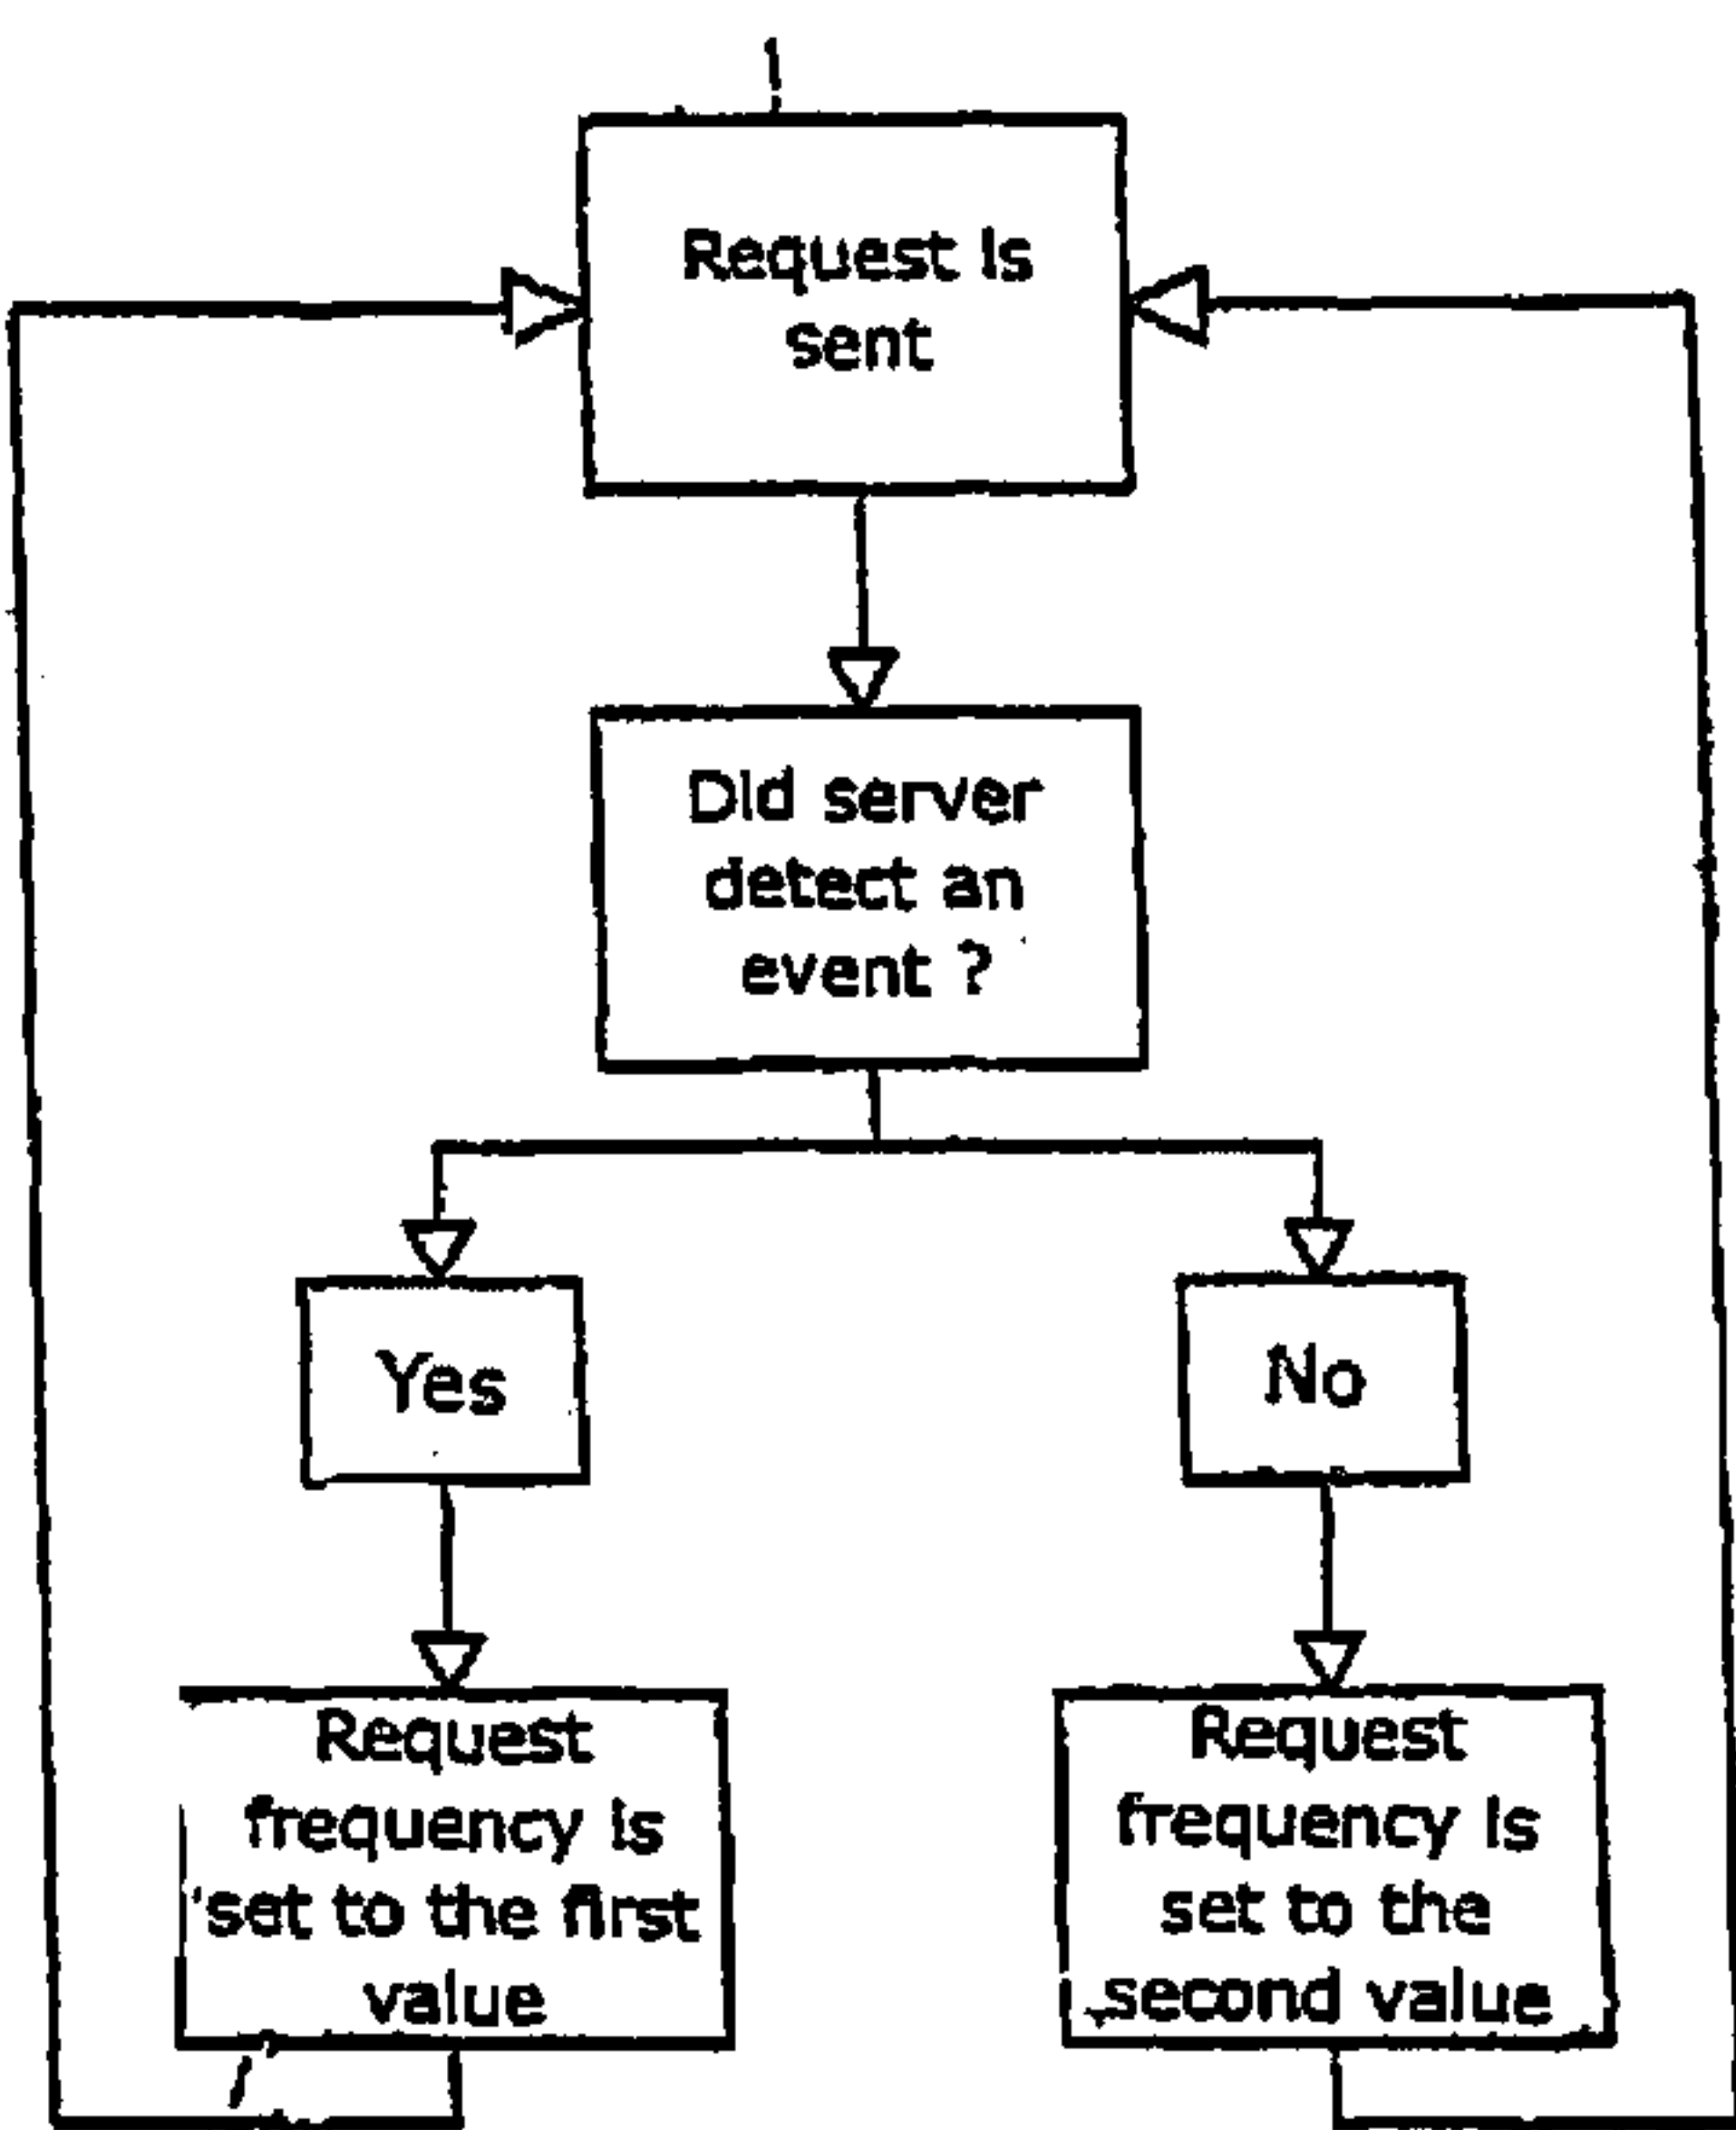 Request is
sent
Did server
detect an
event ?
Yes
No
Request
frequency is
set to the first
value
Request
frequency is
set to the
second value